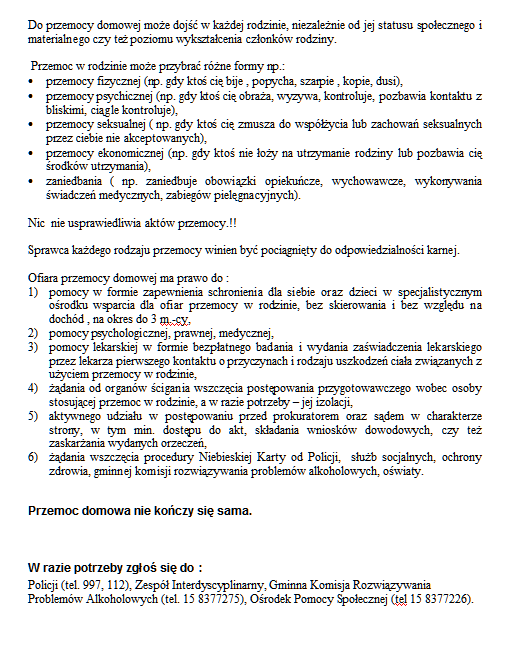 Do przemocy domowej może dojść w każdej rodzinie, niezależnie od jej statusu społecznego i
materialnego czy też poziomu wykształcenia członków rodziny.
Przemoc w rodzinie może przybrać różne formy np.:
• przemocy fizycznej (np. gdy ktoś cię bije , popycha, szarpie , kopie, dusi),
• przemocy psychicznej (np. gdy ktoś cię obraża, wyzywa, kontroluje, pozbawia kontaktu z
bliskimi, ciągle kontroluje),
• przemocy seksualnej ( np. gdy ktoś cię zmusza do współżycia lub zachowań seksualnych
przez ciebie nie akceptowanych),
• przemocy ekonomicznej (np. gdy ktoś nie łoży na utrzymanie rodziny lub pozbawia cię
środków utrzymania),
• zaniedbania ( np. zaniedbuje obowiązki opiekuńcze, wychowawcze, wykonywania
świadczeń medycznych, zabiegów pielęgnacyjnych).
Nic nie usprawiedliwia aktów przemocy.!!
Sprawca każdego rodzaju przemocy winien być pociągnięty do odpowiedzialności karnej.
Ofiara przemocy domowej ma prawo do :
1) pomocy w formie zapewnienia schronienia dla siebie oraz dzieci w specjalistycznym
ośrodku wsparcia dla ofiar przemocy w rodzinie, bez skierowania i bez względu na
dochód , na okres do 3 m.-cy,
2) pomocy psychologicznej, prawnej, medycznej,
3) pomocy lekarskiej w formie bezpłatnego badania i wydania zaświadczenia lekarskiego
przez lekarza pierwszego kontaktu o przyczynach i rodzaju uszkodzeń ciała związanych z
użyciem przemocy w rodzinie,
4) żądania od organów ścigania wszczęcia postępowania przygotowawczego wobec osoby
stosującej przemoc w rodzinie, a w razie potrzeby – jej izolacji,
5) aktywnego udziału w postępowaniu przed prokuratorem oraz sądem w charakterze
strony, w tym min. dostępu do akt, składania wniosków dowodowych, czy też
zaskarżania wydanych orzeczeń,
6) żądania wszczęcia procedury Niebieskiej Karty od Policji, służb socjalnych, ochrony
zdrowia, gminnej komisji rozwiązywania problemów alkoholowych, oświaty.
Przemoc domowa nie kończy się sama.
W razie potrzeby zgłoś się do :
Policji (tel. 997, 112), Zespół Interdyscyplinarny, Gminna Komisja Rozwiązywania
Problemów Alkoholowych (tel. 15 8377275), Ośrodek Pomocy Społecznej (tel 15 8377226).